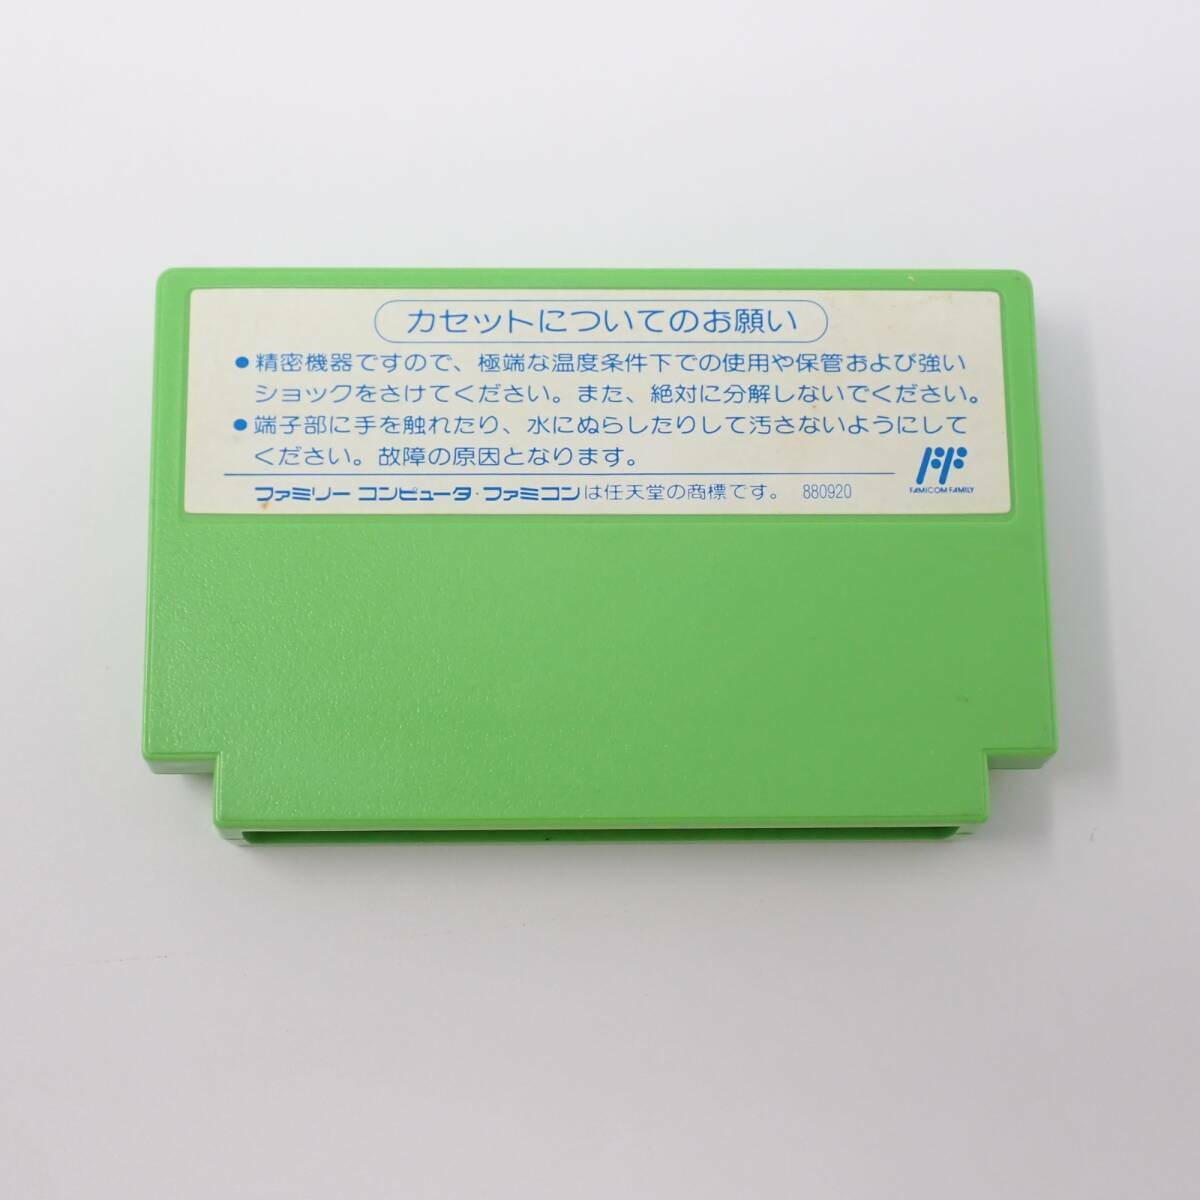 カセットについてのお願い
●精密機器ですので、極端な温度条件下での使用や保管および強い
ショックをさけてください。また、絶対に分解しないでください。
●端子部に手を触れたり、水にぬらしたりして汚さないようにして
ください。故障の原因となります。
ファミリーコンピュータ・ファミコンは任天堂の商標です。 880920
FAMICOM FAMILY